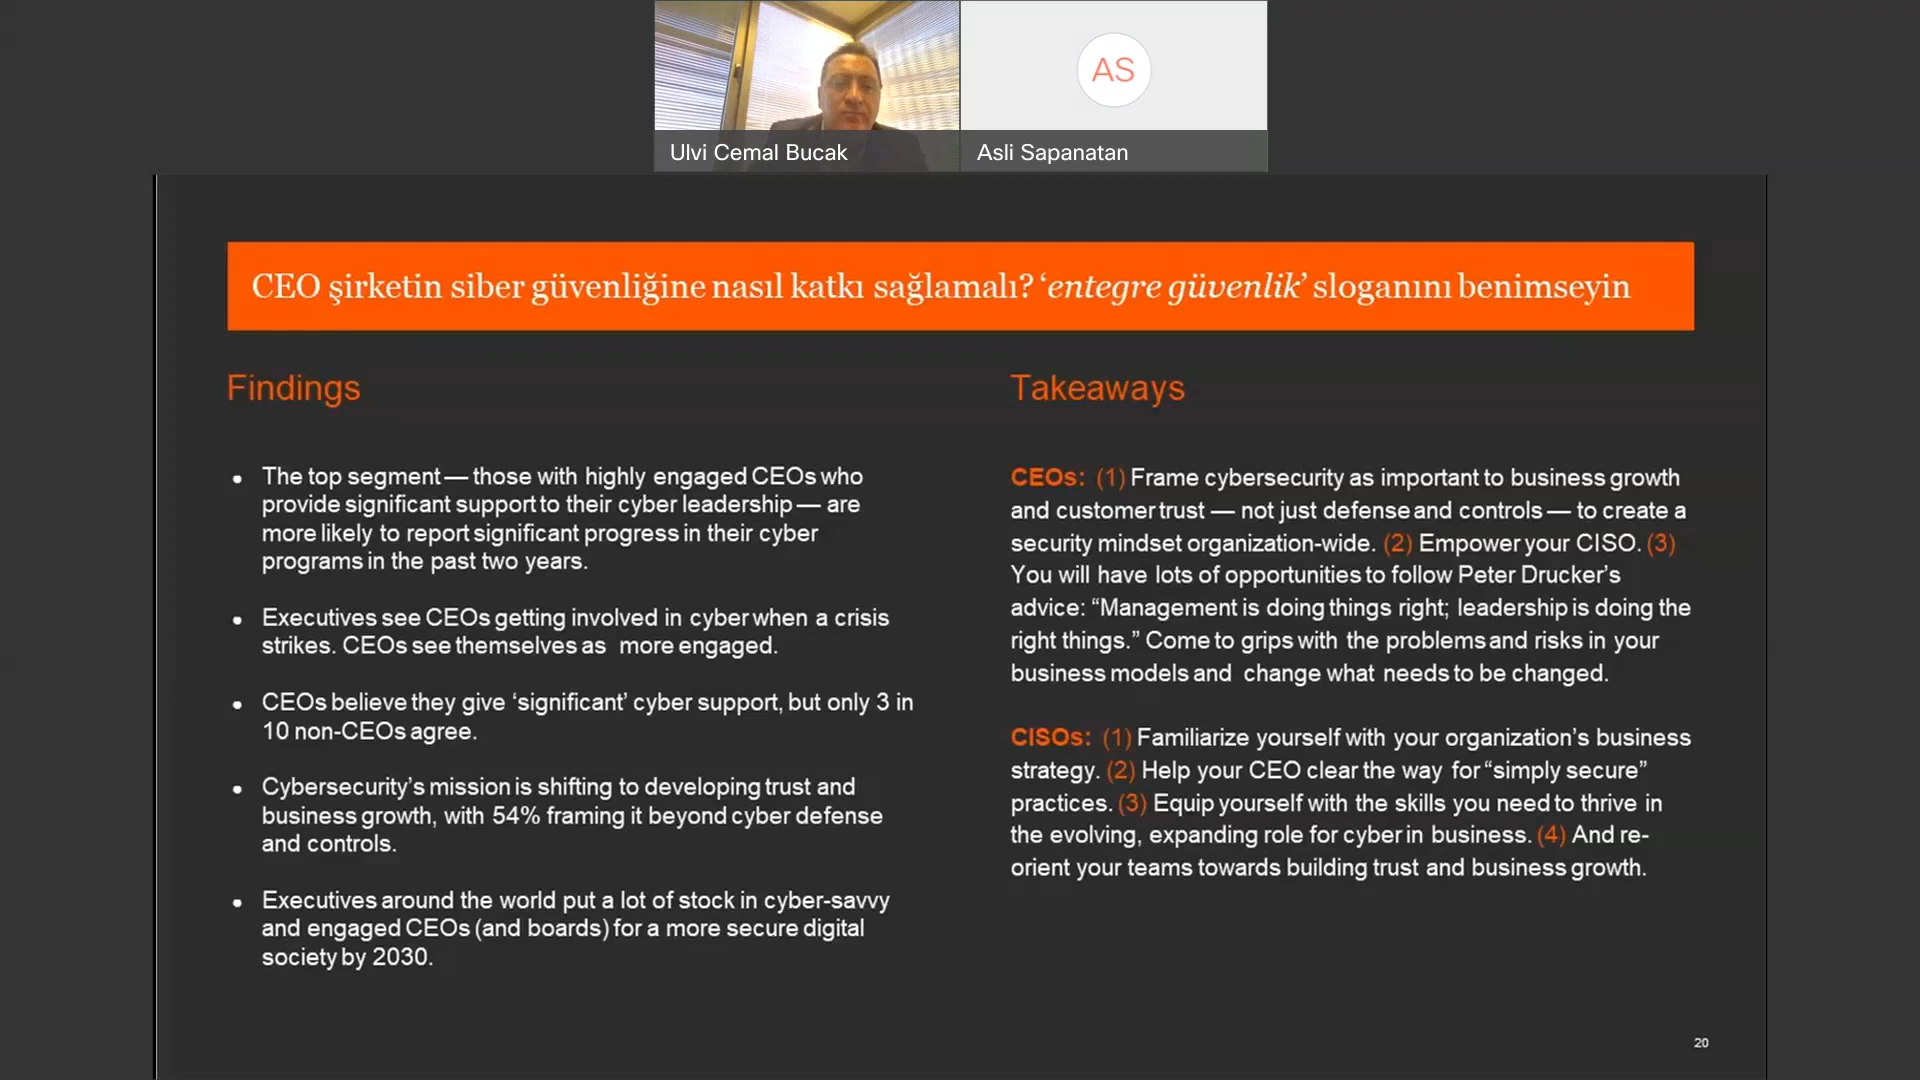 Ulvi Cemal Bucak
AS
Asli Sapanatan
CEO şirketin siber güvenliğine nasıl katkı sağlamalı? ‘entegre güvenlik’ sloganını benimseyin
Findings
• The top segment — those with highly engaged CEOs who
provide significant support to their cyber leadership — are
more likely to report significant progress in their cyber
programs in the past two years.
• Executives see CEOs getting involved in cyber when a crisis
strikes. CEOs see themselves as more engaged.
• CEOs believe they give ‘significant’ cyber support, but only 3 in
10 non-CEOs agree.
• Cybersecurity’s mission is shifting to developing trust and
business growth, with 54% framing it beyond cyber defense
and controls.
• Executives around the world put a lot of stock in cyber-savvy
and engaged CEOs (and boards) for a more secure digital
society by 2030.
Takeaways
CEOs: (1) Frame cybersecurity as important to business growth
and customer trust — not just defense and controls — to create a
security mindset organization-wide. (2) Empower your CISO. (3)
You will have lots of opportunities to follow Peter Drucker’s
advice: “Management is doing things right; leadership is doing the
right things.” Come to grips with the problems and risks in your
business models and change what needs to be changed.
CISOs: (1) Familiarize yourself with your organization’s business
strategy. (2) Help your CEO clear the way for “simply secure”
practices. (3) Equip yourself with the skills you need to thrive in
the evolving, expanding role for cyber in business. (4) And re-
orient your teams towards building trust and business growth.
20